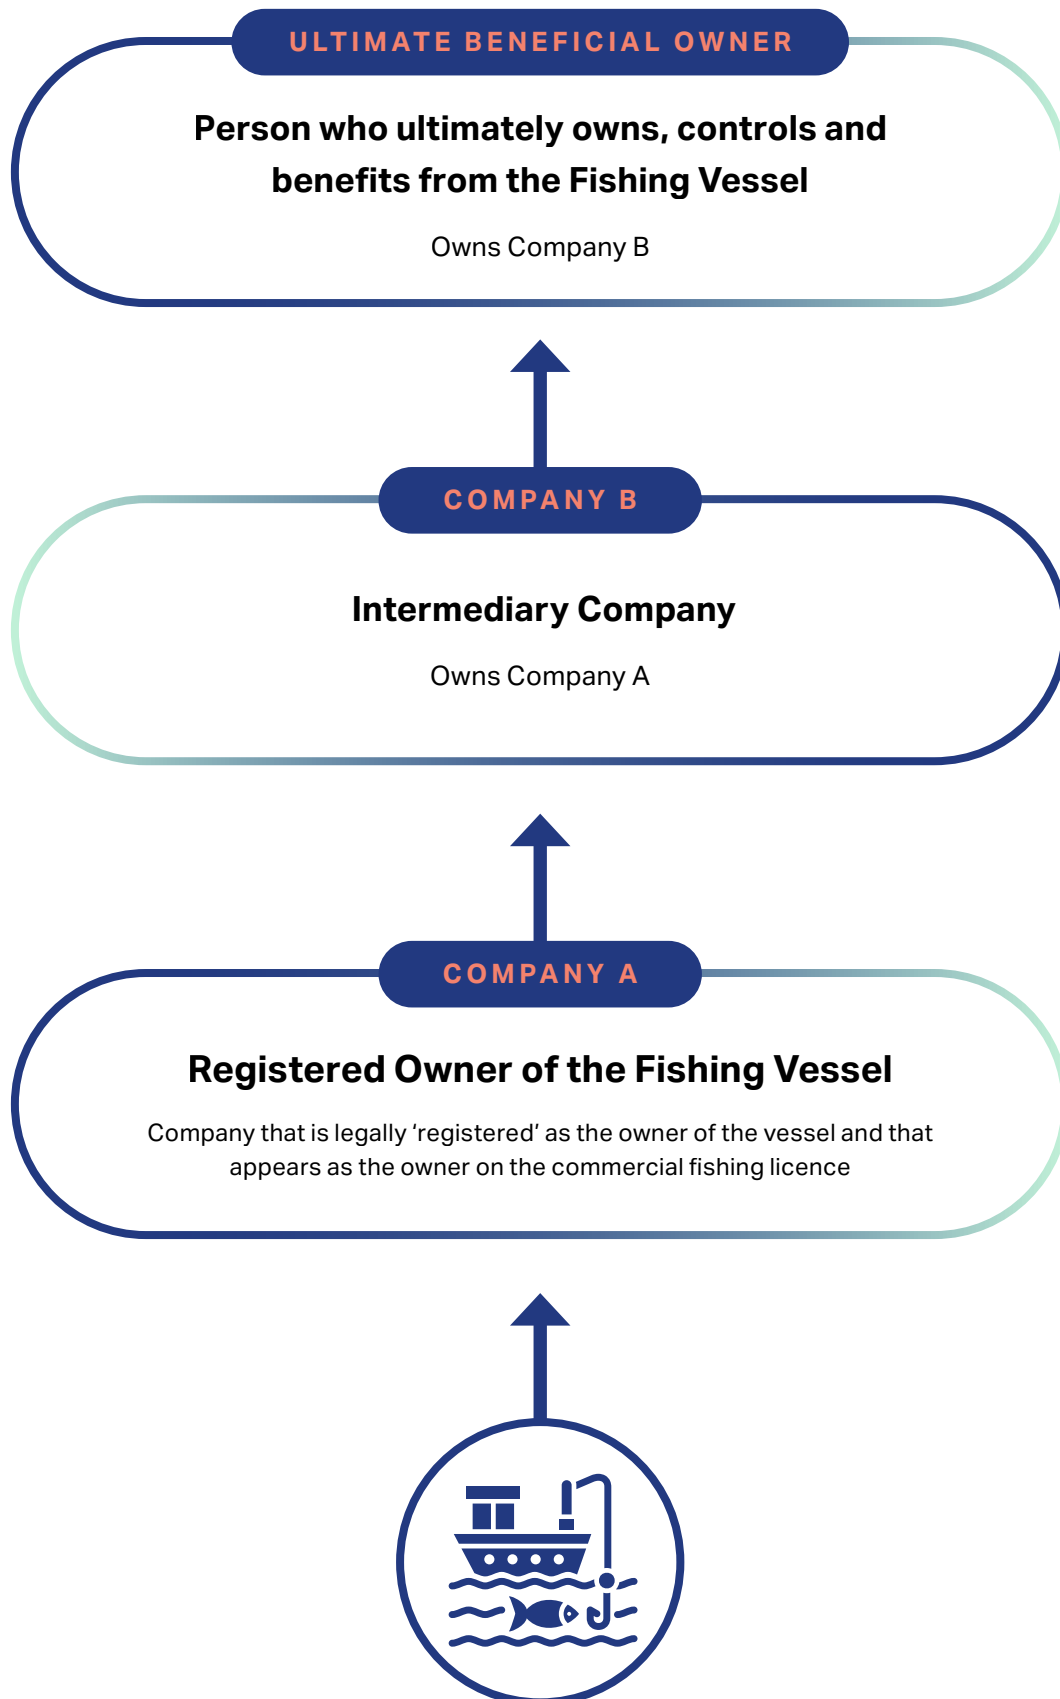 ULTIMATE BENEFICIAL OWNER
Person who ultimately owns, controls and
benefits from the Fishing Vessel
Owns Company B
COMPANY B
Intermediary Company
Owns Company A
COMPANY A
Registered Owner of the Fishing Vessel
Company that is legally ‘registered’ as the owner of the vessel and that
appears as the owner on the commercial fishing licence